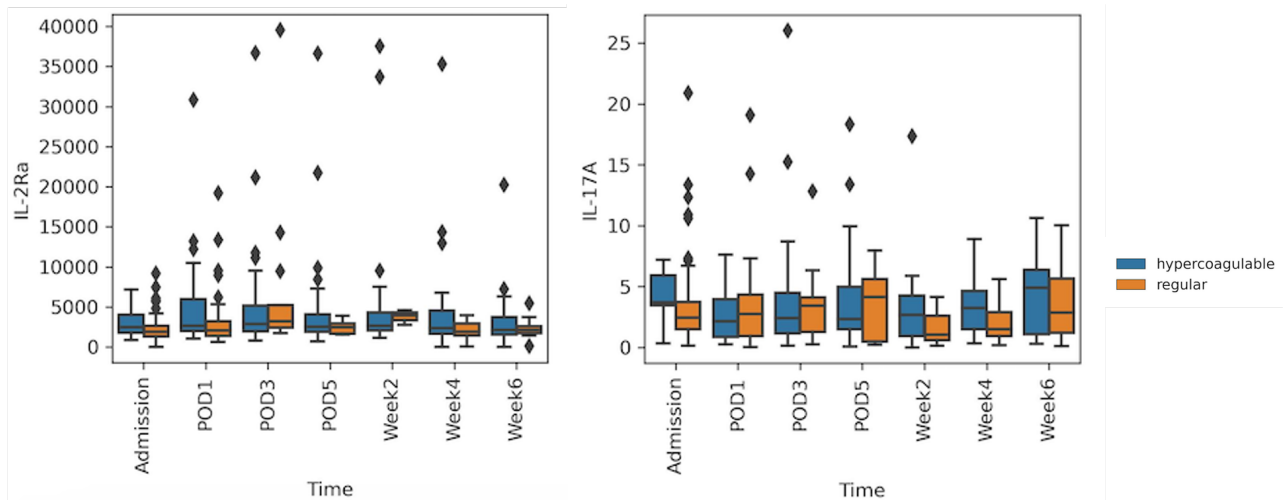 40000
35000
30000
25000
20000
15000
10000
5000
0
IL-2Ra
Admission
POD1
POD3
POD5
Week2
Week4
Week6
Time
25
20
15
10
5
0
IL-17A
Admission
POD1
POD3
POD5
Week2
Week4
Week6
Time
hypercoagulable
regular